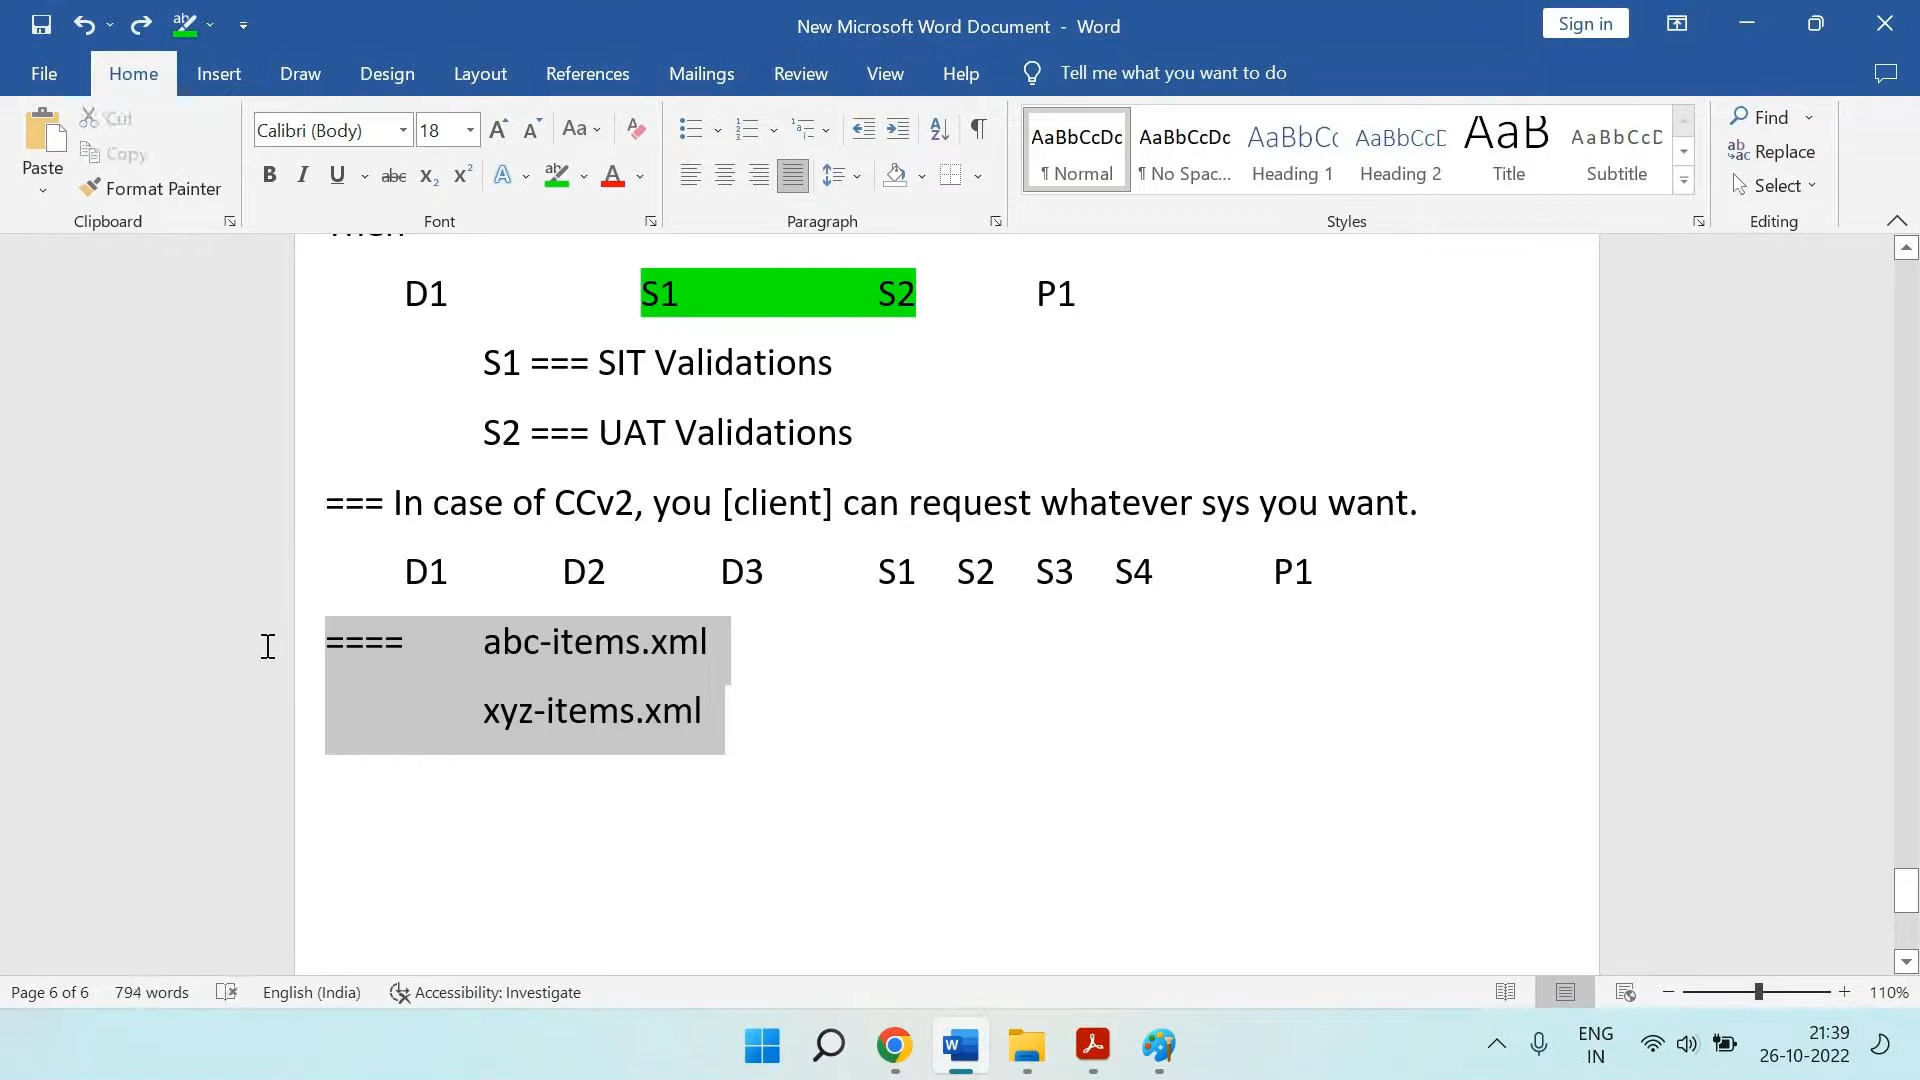 New Microsoft Word Document - Word
Sign in
File Home Insert Draw Design Layout References Mailings Review View Help Tell me what you want to do
Paste
Cut
Copy
Format Painter
Clipboard
Calibri (Body) 18
Font
Paragraph
AaBbCcDc AaBbCcDc AaBbCc AaBbCcD AaB AaBbCcD
¶ Normal ¶ No Spac... Heading 1 Heading 2 Title Subtitle
Styles
Find
Replace
Select
Editing
D1 S1 S2 P1
S1 === SIT Validations
S2 === UAT Validations
=== In case of CCv2, you [client] can request whatever sys you want.
D1 D2 D3 S1 S2 S3 S4 P1
==== abc-items.xml
xyz-items.xml
Page 6 of 6 794 words English (India) Accessibility: Investigate 110%
ENG
IN
21:39
26-10-2022